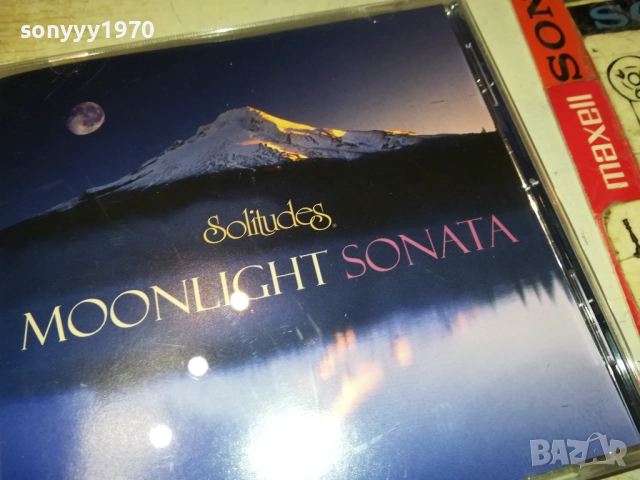 sonyyy1970
SON
maxell
Solitudes
MOONLIGHT SONATA
BAZAR